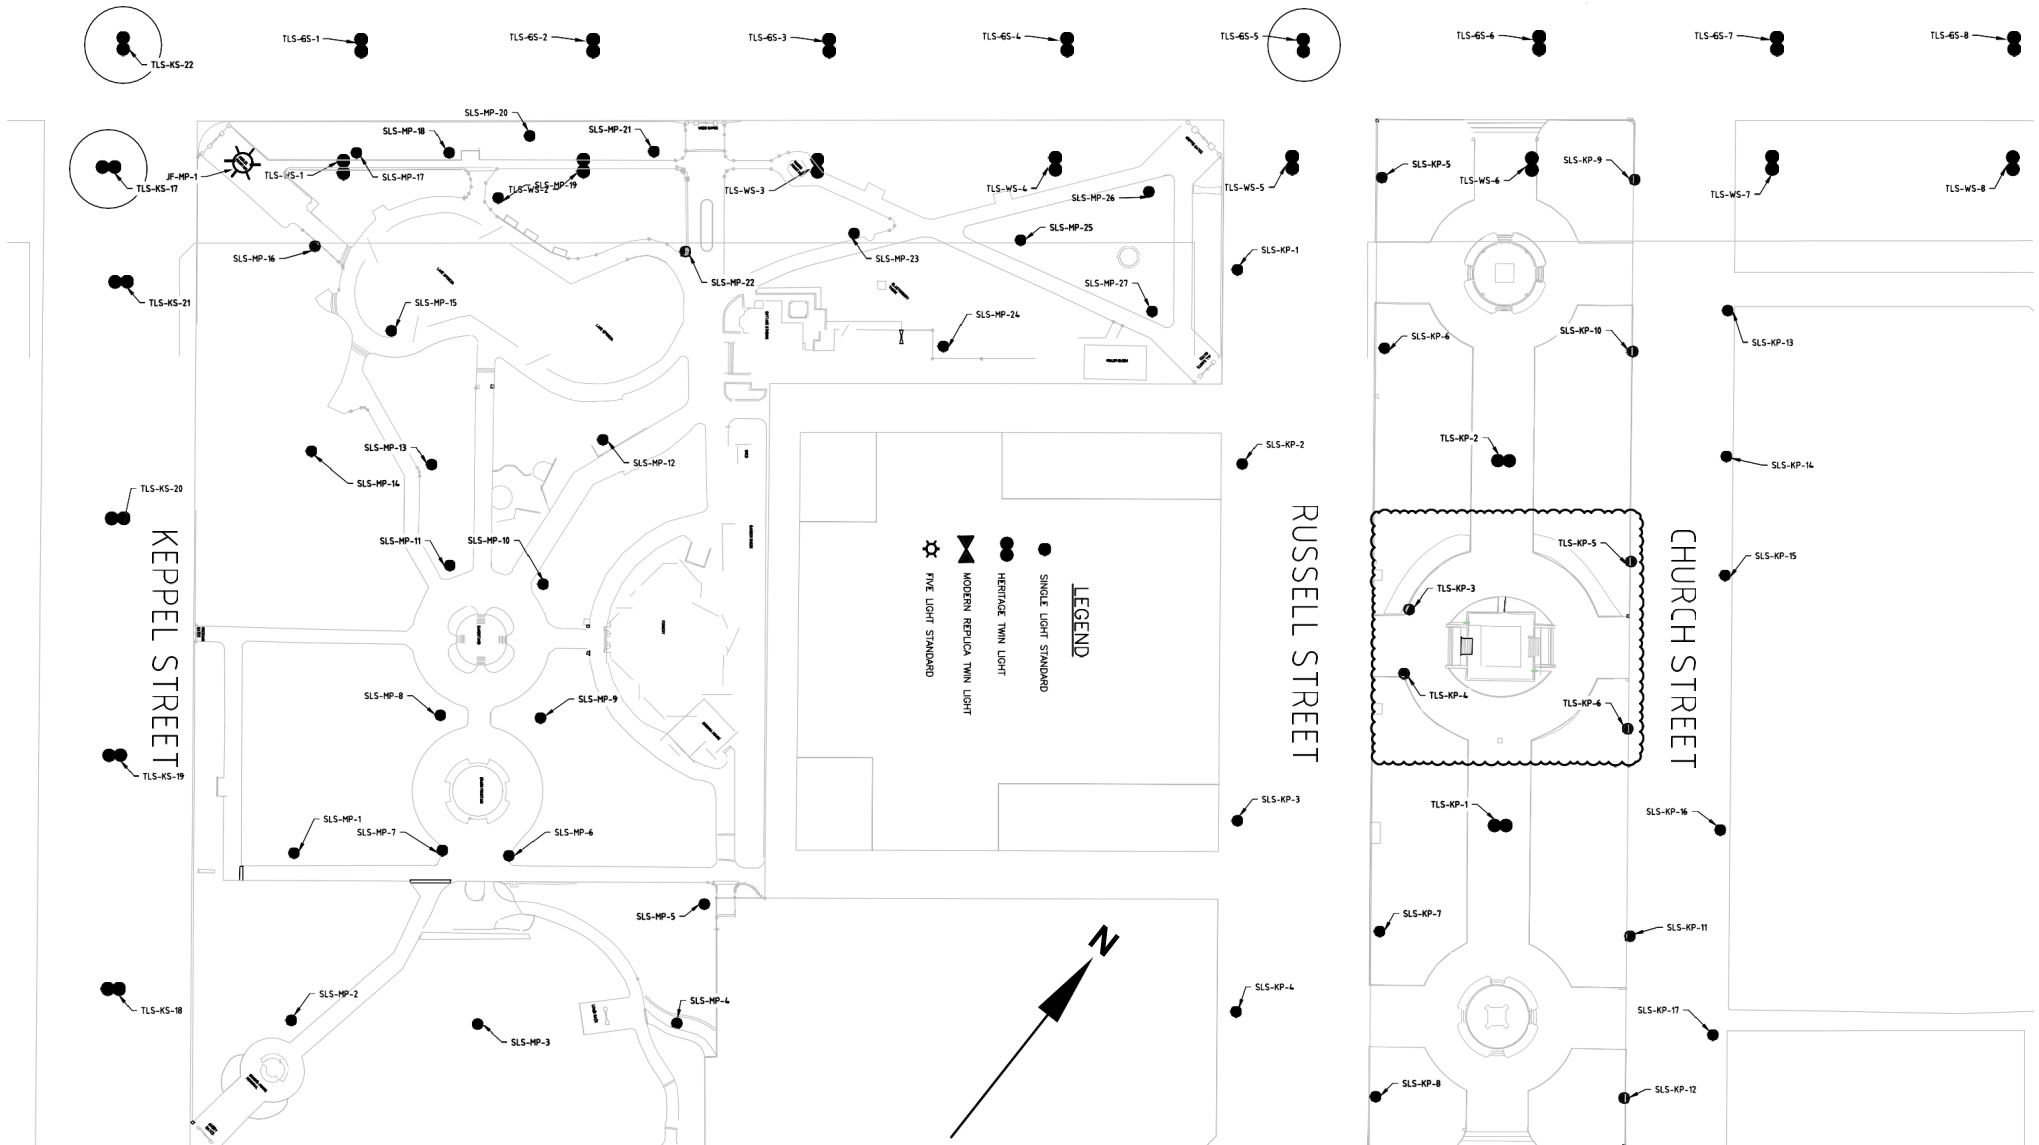 TLS-GS-1
TLS-GS-2
TLS-GS-3
TLS-GS-4
TLS-GS-5
TLS-GS-6
TLS-GS-7
TLS-GS-8
TLS-KS-22
SLS-MP-20
SLS-MP-18
SLS-MP-21
SLS-KP-5
SLS-KP-9
JF-MP-1
TLS-WS-1
SLS-MP-17
TLS-WS-2
SLS-MP-19
TLS-WS-3
TLS-WS-4
SLS-MP-26
TLS-WS-5
TLS-WS-6
TLS-WS-7
TLS-WS-8
TLS-KS-17
SLS-MP-16
SLS-MP-23
SLS-MP-25
SLS-KP-1
SLS-MP-22
SLS-MP-27
TLS-KS-21
SLS-MP-15
SLS-MP-24
SLS-KP-6
SLS-KP-10
SLS-KP-13
SLS-MP-13
SLS-MP-12
SLS-KP-2
TLS-KP-2
SLS-KP-14
SLS-MP-14
TLS-KS-20
SLS-MP-11
SLS-MP-10
TLS-KP-5
SLS-KP-15
TLS-KP-3
KEPPEL STREET
LEGEND
SINGLE LIGHT STANDARD
HERITAGE TWIN LIGHT
MODERN REPLICA TWIN LIGHT
FIVE LIGHT STANDARD
RUSSELL STREET
CHURCH STREET
SLS-MP-8
SLS-MP-9
TLS-KP-4
TLS-KP-6
TLS-KS-19
SLS-MP-1
SLS-MP-7
SLS-MP-6
SLS-KP-3
TLS-KP-1
SLS-KP-16
SLS-MP-5
SLS-KP-7
SLS-KP-11
N
SLS-MP-2
SLS-MP-4
SLS-KP-4
TLS-KS-18
SLS-KP-17
SLS-MP-3
SLS-KP-8
SLS-KP-12